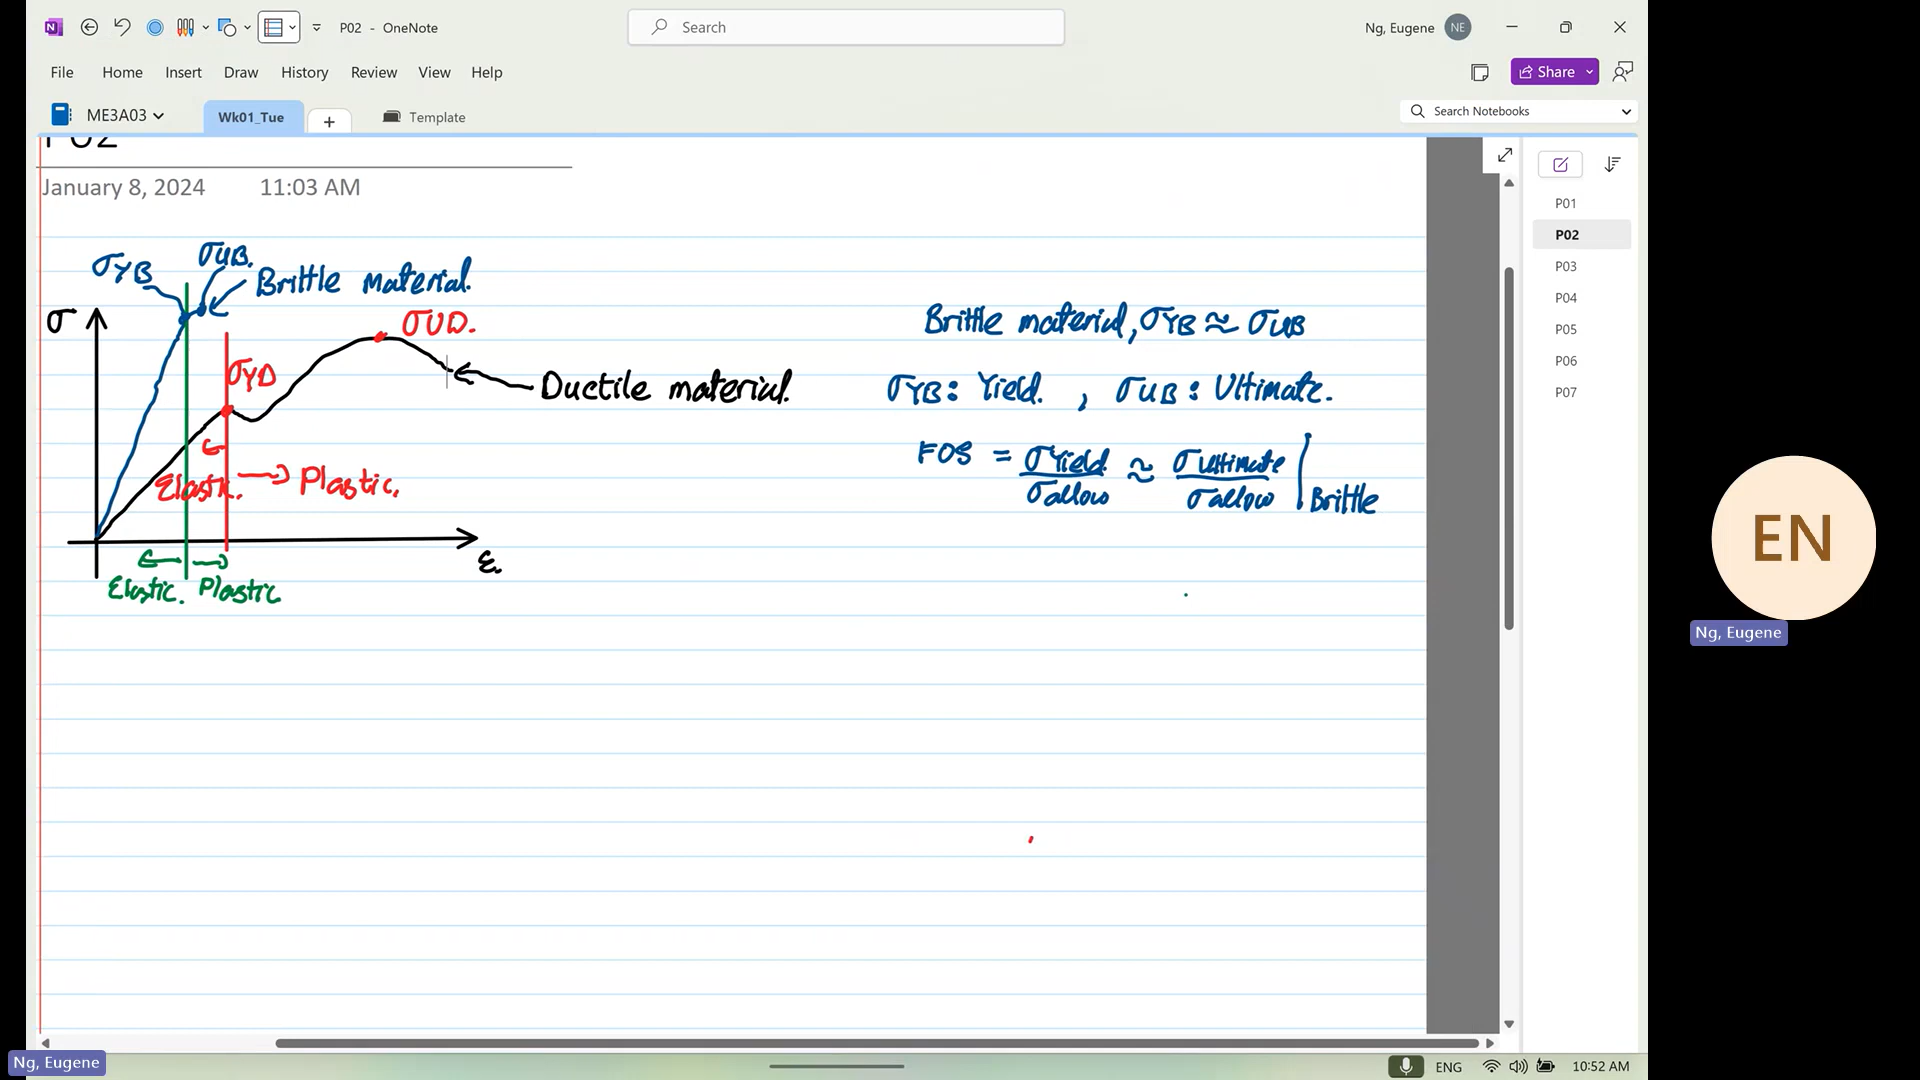 P02 - OneNote
Search
Ng, Eugene
NE
File Home Insert Draw History Review View Help
Share
ME3A03
Wk01_Tue
+
Template
Search Notebooks
P02
January 8, 2024 11:03 AM
P01
P02
P03
P04
P05
P06
P07
σYB
σUB.
Brittle material.
σ
σUD.
σYD
Ductile material.
Elastic.
Plastic.
ε.
Elastic. Plastic
Brittle material, σYB ≈ σUB
σYB: Yield. , σUB: Ultimate.
FOS = σYield/σallow ≈ σUltimate/σallow | Brittle
EN
Ng, Eugene
Ng, Eugene
ENG
10:52 AM